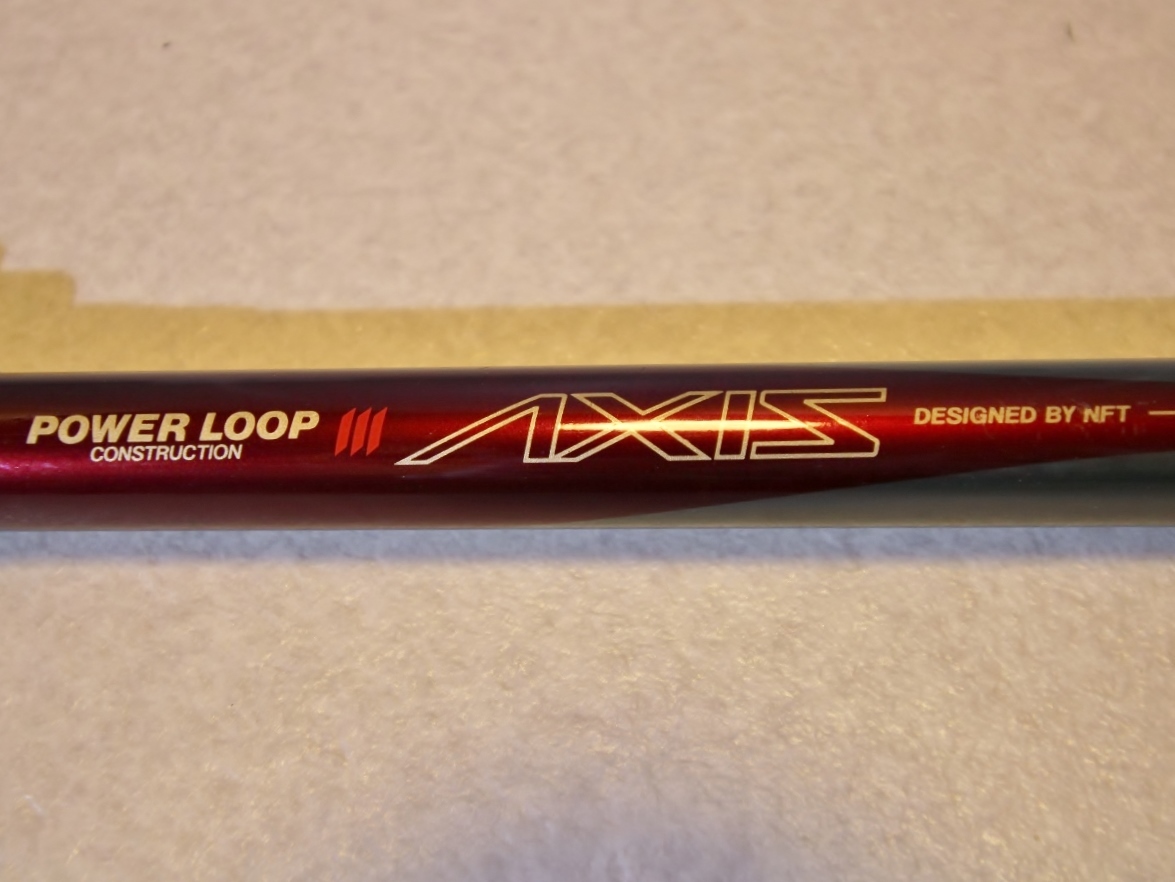 POWER LOOP
CONSTRUCTION
AXIS
DESIGNED BY NFT